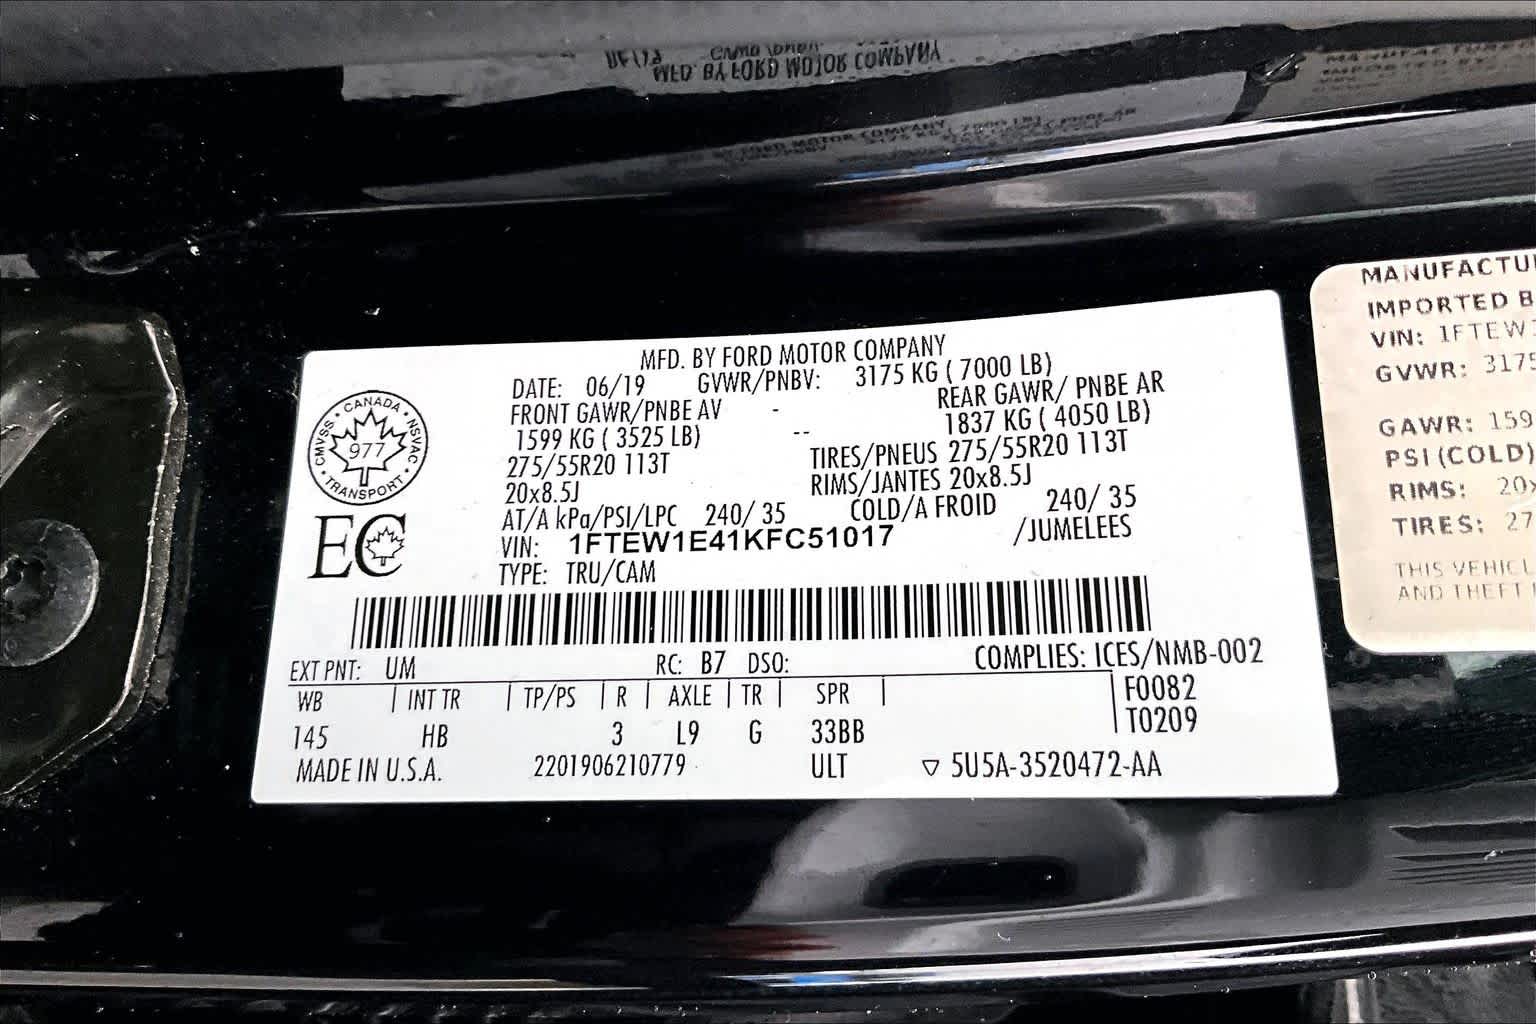 MFD. BY FORD MOTOR COMPANY
DATE: 06/19 GVWR/PNBV: 3175 KG ( 7000 LB)
FRONT GAWR/PNBE AV - REAR GAWR/ PNBE AR
1599 KG ( 3525 LB) -- 1837 KG ( 4050 LB)
275/55R20 113T TIRES/PNEUS 275/55R20 113T
20x8.5J RIMS/JANTES 20x8.5J
AT/A kPa/PSI/LPC 240/ 35 COLD/A FROID 240/ 35
VIN: 1FTEW1E41KFC51017 /JUMELEES
TYPE: TRU/CAM
CANADA
CMVSS · NSVAC
977
TRANSPORT
EC
EXT PNT: UM RC: B7 DSO: COMPLIES: ICES/NMB-002
WB | INT TR | TP/PS | R | AXLE | TR | SPR | F0082
T0209
145 HB 3 L9 G 33BB
MADE IN U.S.A. 2201906210779 ULT ▽ 5U5A-3520472-AA
MANUFACTU
IMPORTED B
VIN: 1FTEW
GVWR: 3175
GAWR: 159
PSI (COLD)
RIMS: 20x
TIRES: 27
THIS VEHICL
AND THEFT
MFD. BY FORD MOTOR COMPANY